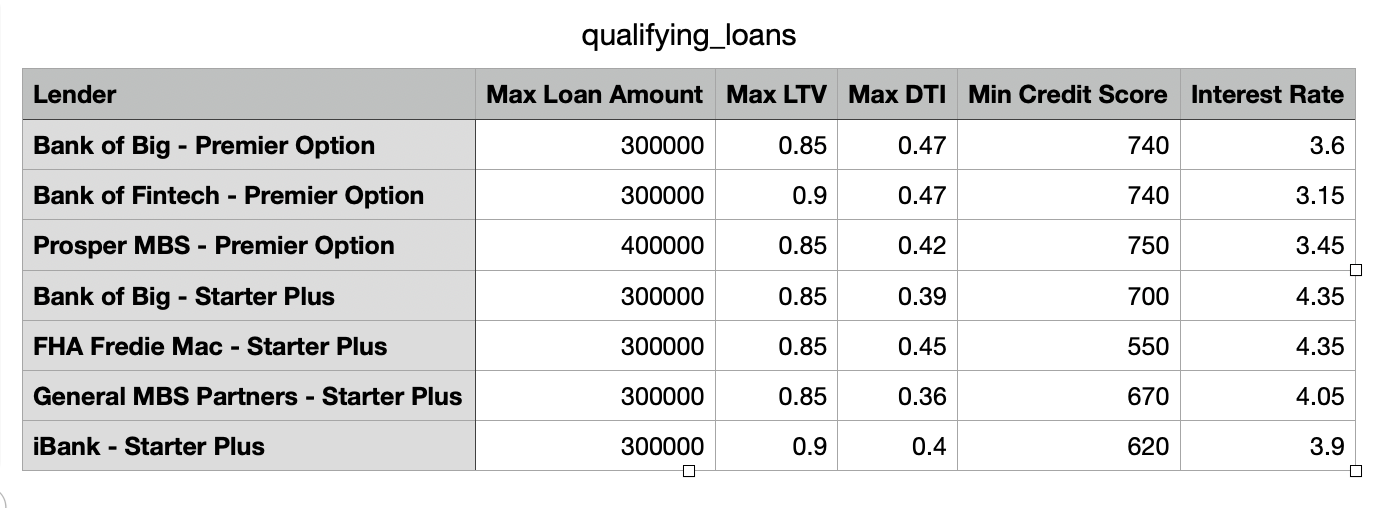 qualifying_loans
Lender Max Loan Amount Max LTV Max DTI Min Credit Score Interest Rate
Bank of Big - Premier Option 300000 0.85 0.47 740 3.6
Bank of Fintech - Premier Option 300000 0.9 0.47 740 3.15
Prosper MBS - Premier Option 400000 0.85 0.42 750 3.45
Bank of Big - Starter Plus 300000 0.85 0.39 700 4.35
FHA Fredie Mac - Starter Plus 300000 0.85 0.45 550 4.35
General MBS Partners - Starter Plus 300000 0.85 0.36 670 4.05
iBank - Starter Plus 300000 0.9 0.4 620 3.9